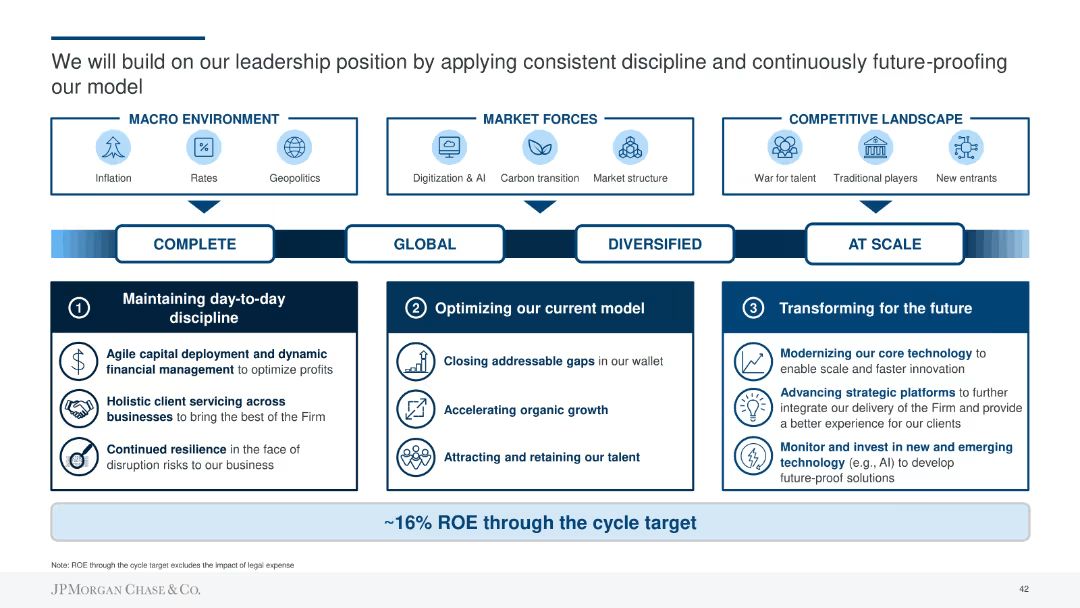 We will build on our leadership position by applying consistent discipline and continuously future-proofing
our model
MACRO ENVIRONMENT
Inflation
Rates
Geopolitics
MARKET FORCES
Digitization & AI
Carbon transition
Market structure
COMPETITIVE LANDSCAPE
War for talent
Traditional players
New entrants
COMPLETE
GLOBAL
DIVERSIFIED
AT SCALE
1
Maintaining day-to-day
discipline
Agile capital deployment and dynamic
financial management to optimize profits
Holistic client servicing across
businesses to bring the best of the Firm
Continued resilience in the face of
disruption risks to our business
2 Optimizing our current model
Closing addressable gaps in our wallet
Accelerating organic growth
Attracting and retaining our talent
3 Transforming for the future
Modernizing our core technology to
enable scale and faster innovation
Advancing strategic platforms to further
integrate our delivery of the Firm and provide
a better experience for our clients
Monitor and invest in new and emerging
technology (e.g., AI) to develop
future-proof solutions
~16% ROE through the cycle target
Note: ROE through the cycle target excludes the impact of legal expense
JPMORGAN CHASE & CO.
42